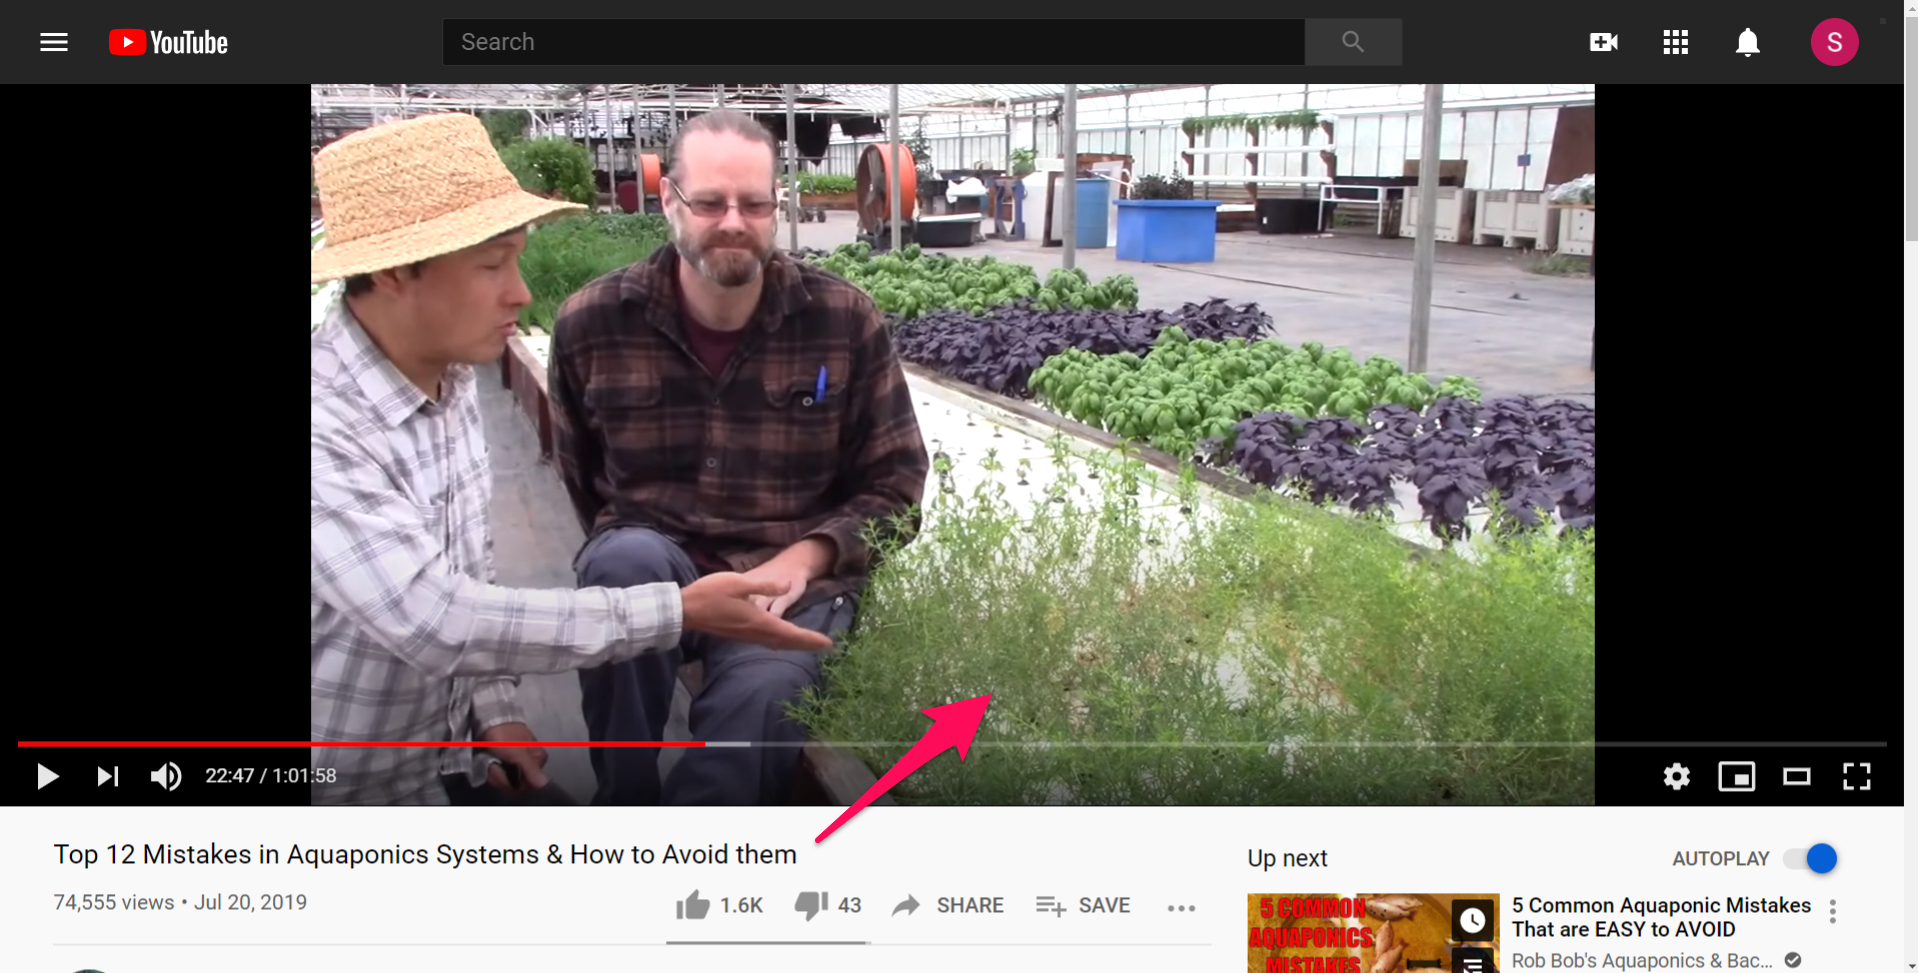 YouTube
Search
S
22:47 / 1:01:58
Top 12 Mistakes in Aquaponics Systems & How to Avoid them
74,555 views • Jul 20, 2019
1.6K
43
SHARE
SAVE
Up next
AUTOPLAY
5 COMMON
AQUAPONICS
MISTAKES
5 Common Aquaponic Mistakes
That are EASY to AVOID
Rob Bob's Aquaponics & Bac...